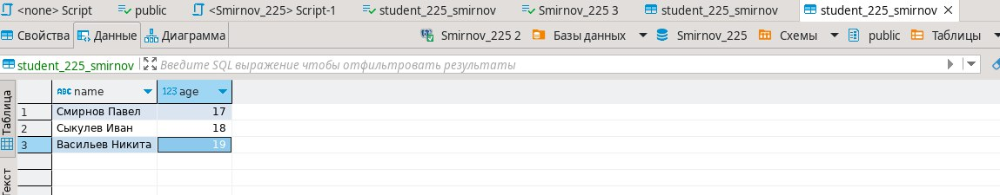 <none> Script public <Smirnov_225> Script-1 student_225_smirnov Smirnov_225 3 student_225_smirnov student_225_smirnov
Свойства Данные Диаграмма Smirnov_225 2 Базы данных Smirnov_225 Схемы public Таблицы
student_225_smirnov Введите SQL выражение чтобы отфильтровать результаты
Таблица
Текст
ABC name 123 age
1 Смирнов Павел 17
2 Сыкулев Иван 18
3 Васильев Никита 19